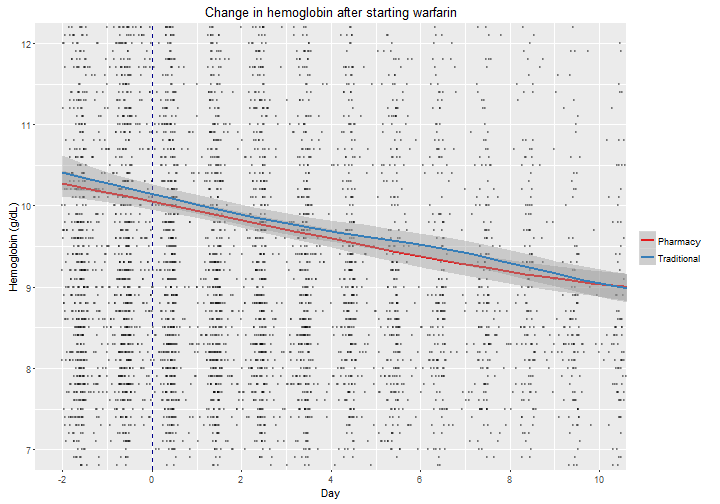 Change in hemoglobin after starting warfarin
12
11
10
9
8
7
Hemoglobin (g/dL)
-2 0 2 4 6 8 10
Day
Pharmacy
Traditional